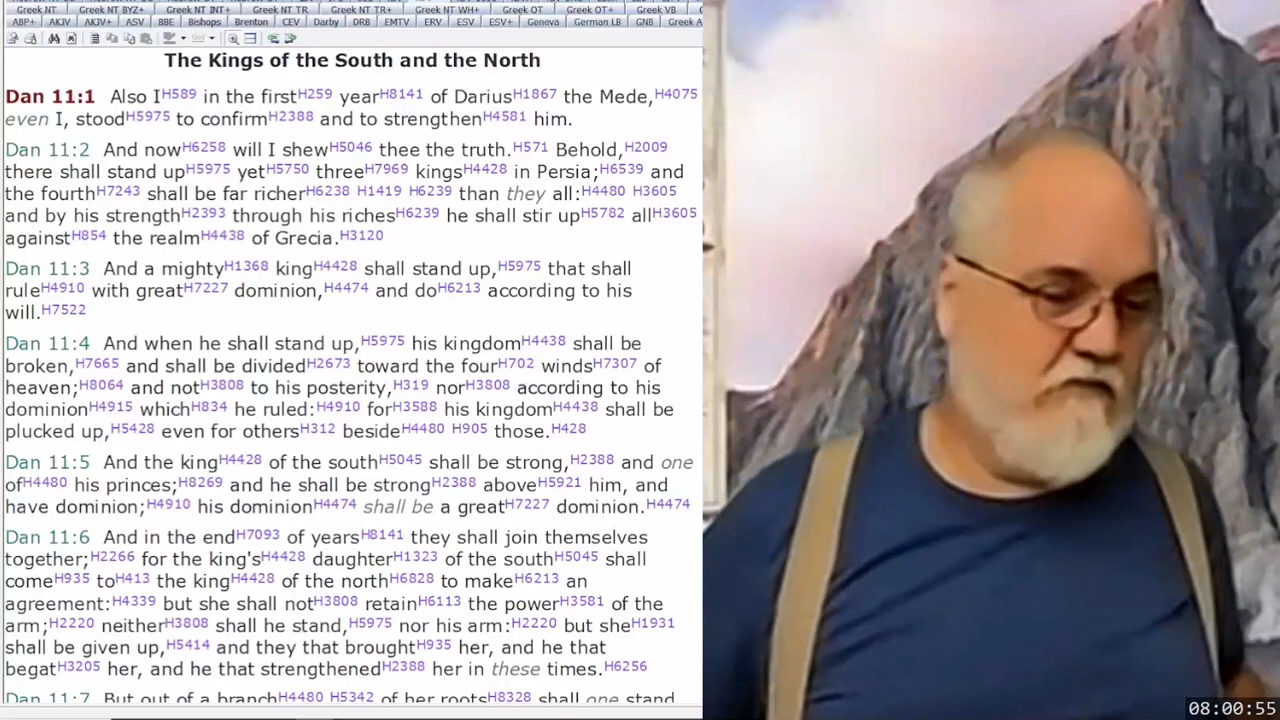 Greek NT Greek NT BYZ+ Greek NT INT+ Greek NT TR Greek NT TR+ Greek NT WH+ Greek OT Greek OT+ Greek VB
ABP+ AKJV AKJV+ ASV BBE Bishops Brenton CEV Darby DRB EMTV ERV ESV ESV+ Geneva German LB GNB Greek A
The Kings of the South and the North
Dan 11:1 Also IH589 in the firstH259 yearH8141 of DariusH1867 the Mede,H4075
even I, stoodH5975 to confirmH2388 and to strengthenH4581 him.
Dan 11:2 And nowH6258 will I shewH5046 thee the truth.H571 Behold,H2009
there shall stand upH5975 yetH5750 threeH7969 kingsH4428 in Persia;H6539 and
the fourthH7243 shall be far richerH6238 H1419 H6239 than they all:H4480 H3605
and by his strengthH2393 through his richesH6239 he shall stir upH5782 allH3605
againstH854 the realmH4438 of Grecia.H3120
Dan 11:3 And a mightyH1368 kingH4428 shall stand up,H5975 that shall
ruleH4910 with greatH7227 dominion,H4474 and doH6213 according to his
will.H7522
Dan 11:4 And when he shall stand up,H5975 his kingdomH4438 shall be
broken,H7665 and shall be dividedH2673 toward the fourH702 windsH7307 of
heaven;H8064 and notH3808 to his posterity,H319 norH3808 according to his
dominionH4915 whichH834 he ruled:H4910 forH3588 his kingdomH4438 shall be
plucked up,H5428 even for othersH312 besideH4480 H905 those.H428
Dan 11:5 And the kingH4428 of the southH5045 shall be strong,H2388 and one
ofH4480 his princes;H8269 and he shall be strongH2388 aboveH5921 him, and
have dominion;H4910 his dominionH4474 shall be a greatH7227 dominion.H4474
Dan 11:6 And in the endH7093 of yearsH8141 they shall join themselves
together;H2266 for the king'sH4428 daughterH1323 of the southH5045 shall
comeH935 toH413 the kingH4428 of the northH6828 to makeH6213 an
agreement:H4339 but she shall notH3808 retainH6113 the powerH3581 of the
arm;H2220 neitherH3808 shall he stand,H5975 nor his arm:H2220 but sheH1931
shall be given up,H5414 and they that broughtH935 her, and he that
begatH3205 her, and he that strengthenedH2388 her in these times.H6256
Dan 11:7 But out of a branchH4480 H5342 of her rootsH8328 shall one stand
08:00:55